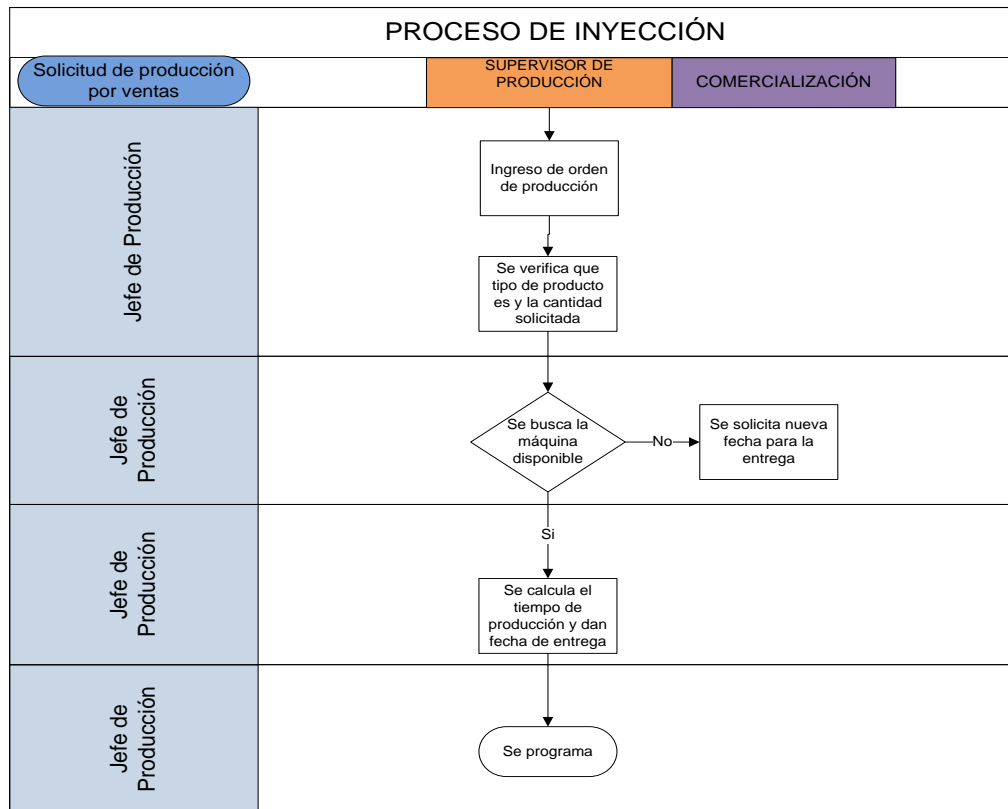 PROCESO DE INYECCIÓN
Solicitud de producción
por ventas
SUPERVISOR DE
PRODUCCIÓN
COMERCIALIZACIÓN
Jefe de Producción
Ingreso de orden
de producción
Se verifica que
tipo de producto
es y la cantidad
solicitada
Jefe de
Producción
Se busca la
máquina
disponible
No
Se solicita nueva
fecha para la
entrega
Jefe de
Producción
Si
Se calcula el
tiempo de
producción y dan
fecha de entrega
Jefe de
Producción
Se programa